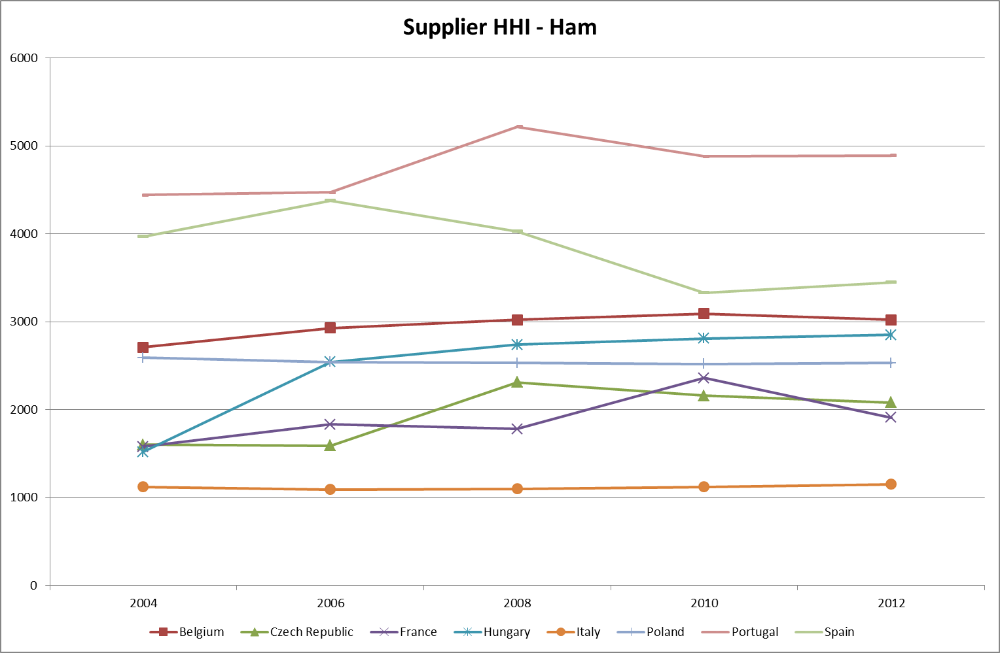 Supplier HHI - Ham
6000
5000
4000
3000
2000
1000
0
2004 2006 2008 2010 2012
Belgium Czech Republic France Hungary Italy Poland Portugal Spain